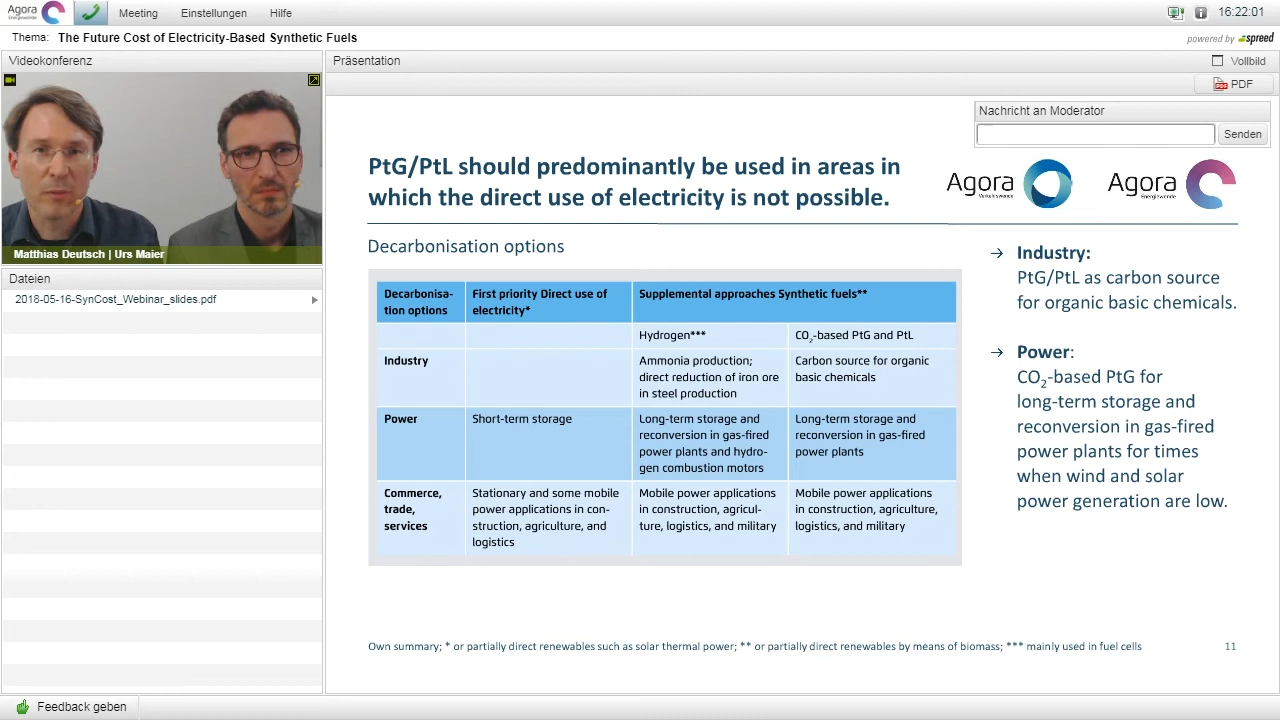 Agora
Energiewende
Meeting
Einstellungen
Hilfe
16:22:01
Thema: The Future Cost of Electricity-Based Synthetic Fuels
powered by spreed
Videokonferenz
Matthias Deutsch | Urs Maier
Dateien
2018-05-16-SynCost_Webinar_slides.pdf
Präsentation
Vollbild
PDF
Nachricht an Moderator
Senden
PtG/PtL should predominantly be used in areas in
which the direct use of electricity is not possible.
Agora
Verkehrswende
Agora
Energiewende
Decarbonisation options
Decarbonisa-
tion options
First priority Direct use of
electricity*
Supplemental approaches Synthetic fuels**
Hydrogen***
CO2-based PtG and PtL
Industry
Ammonia production;
direct reduction of iron ore
in steel production
Carbon source for organic
basic chemicals
Power
Short-term storage
Long-term storage and
reconversion in gas-fired
power plants and hydro-
gen combustion motors
Long-term storage and
reconversion in gas-fired
power plants
Commerce,
trade,
services
Stationary and some mobile
power applications in con-
struction, agriculture, and
logistics
Mobile power applications
in construction, agricul-
ture, logistics, and military
Mobile power applications
in construction, agriculture,
logistics, and military
→ Industry:
PtG/PtL as carbon source
for organic basic chemicals.
→ Power:
CO2-based PtG for
long-term storage and
reconversion in gas-fired
power plants for times
when wind and solar
power generation are low.
Own summary; * or partially direct renewables such as solar thermal power; ** or partially direct renewables by means of biomass; *** mainly used in fuel cells
11
Feedback geben